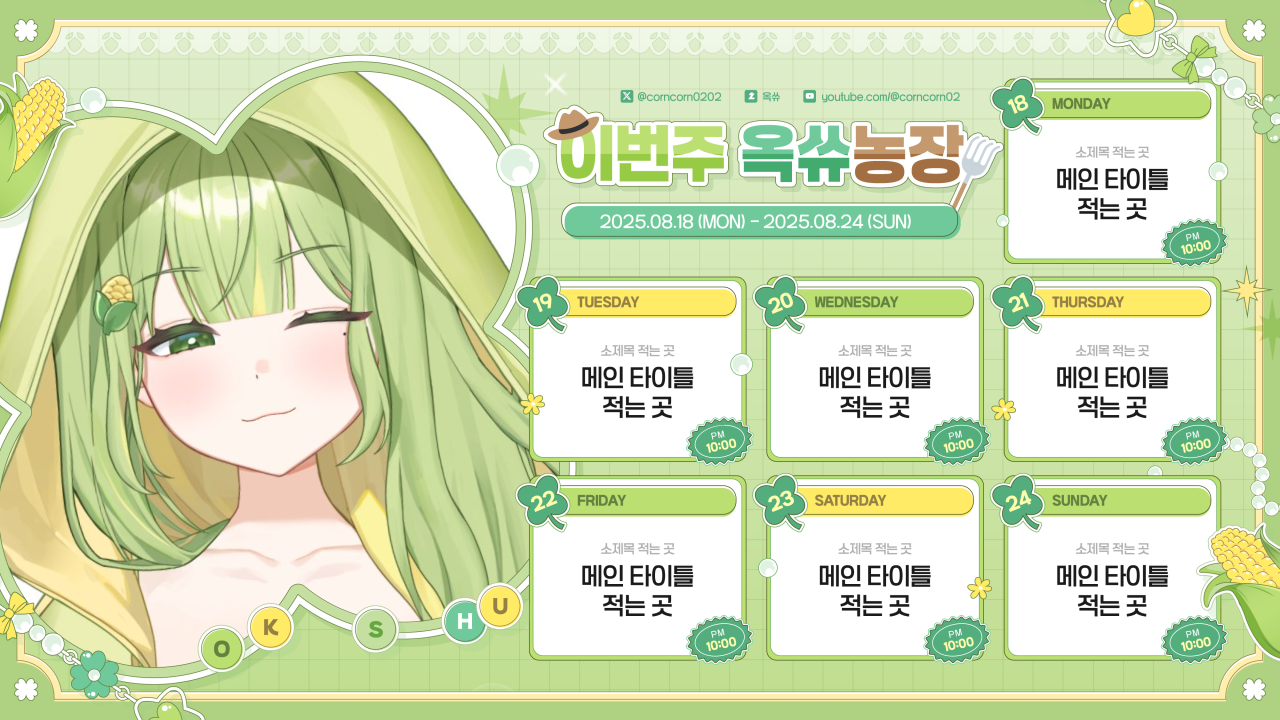 @corncorn0202 옥쓔 youtube.com/@corncorn02
이번주 옥쓔농장
2025.08.18 (MON) - 2025.08.24 (SUN)
18 MONDAY
소제목 적는 곳
메인 타이틀
적는 곳
PM
10:00
19 TUESDAY
소제목 적는 곳
메인 타이틀
적는 곳
PM
10:00
20 WEDNESDAY
소제목 적는 곳
메인 타이틀
적는 곳
PM
10:00
21 THURSDAY
소제목 적는 곳
메인 타이틀
적는 곳
PM
10:00
22 FRIDAY
소제목 적는 곳
메인 타이틀
적는 곳
PM
10:00
23 SATURDAY
소제목 적는 곳
메인 타이틀
적는 곳
PM
10:00
24 SUNDAY
소제목 적는 곳
메인 타이틀
적는 곳
PM
10:00
OK SHU